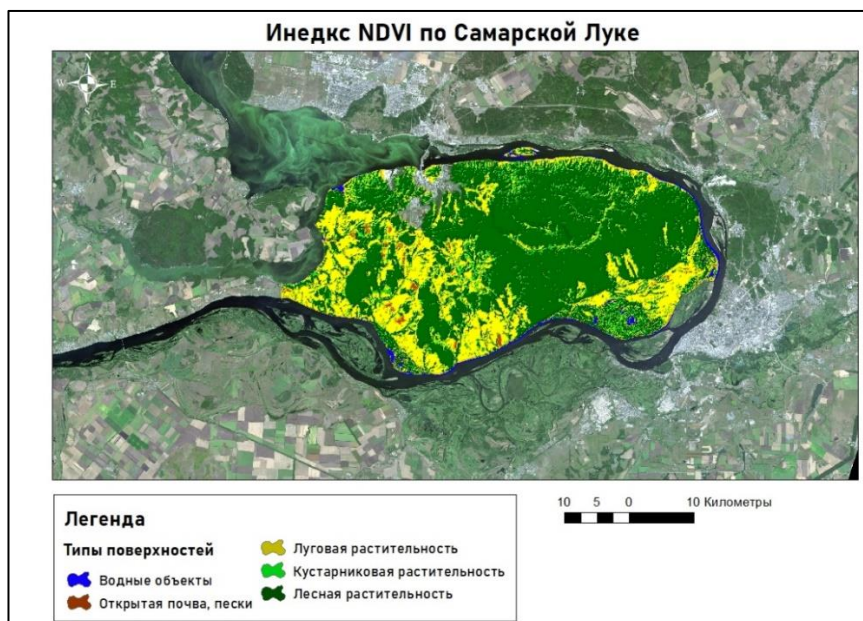 Инедкс NDVI по Самарской Луке
N
W E
S
Легенда
Типы поверхностей
Водные объекты
Открытая почва, пески
Луговая растительность
Кустарниковая растительность
Лесная растительность
10 5 0 10 Километры